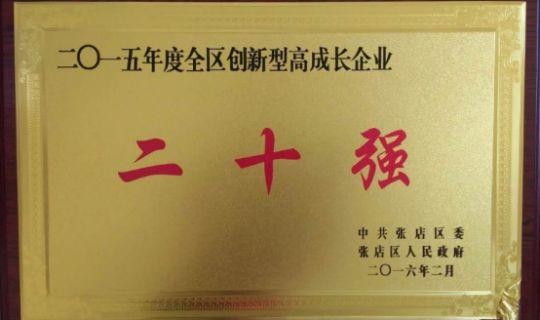 二〇一五年度全区创新型高成长企业
二十强
中共张店区委
张店区人民政府
二〇一六年二月